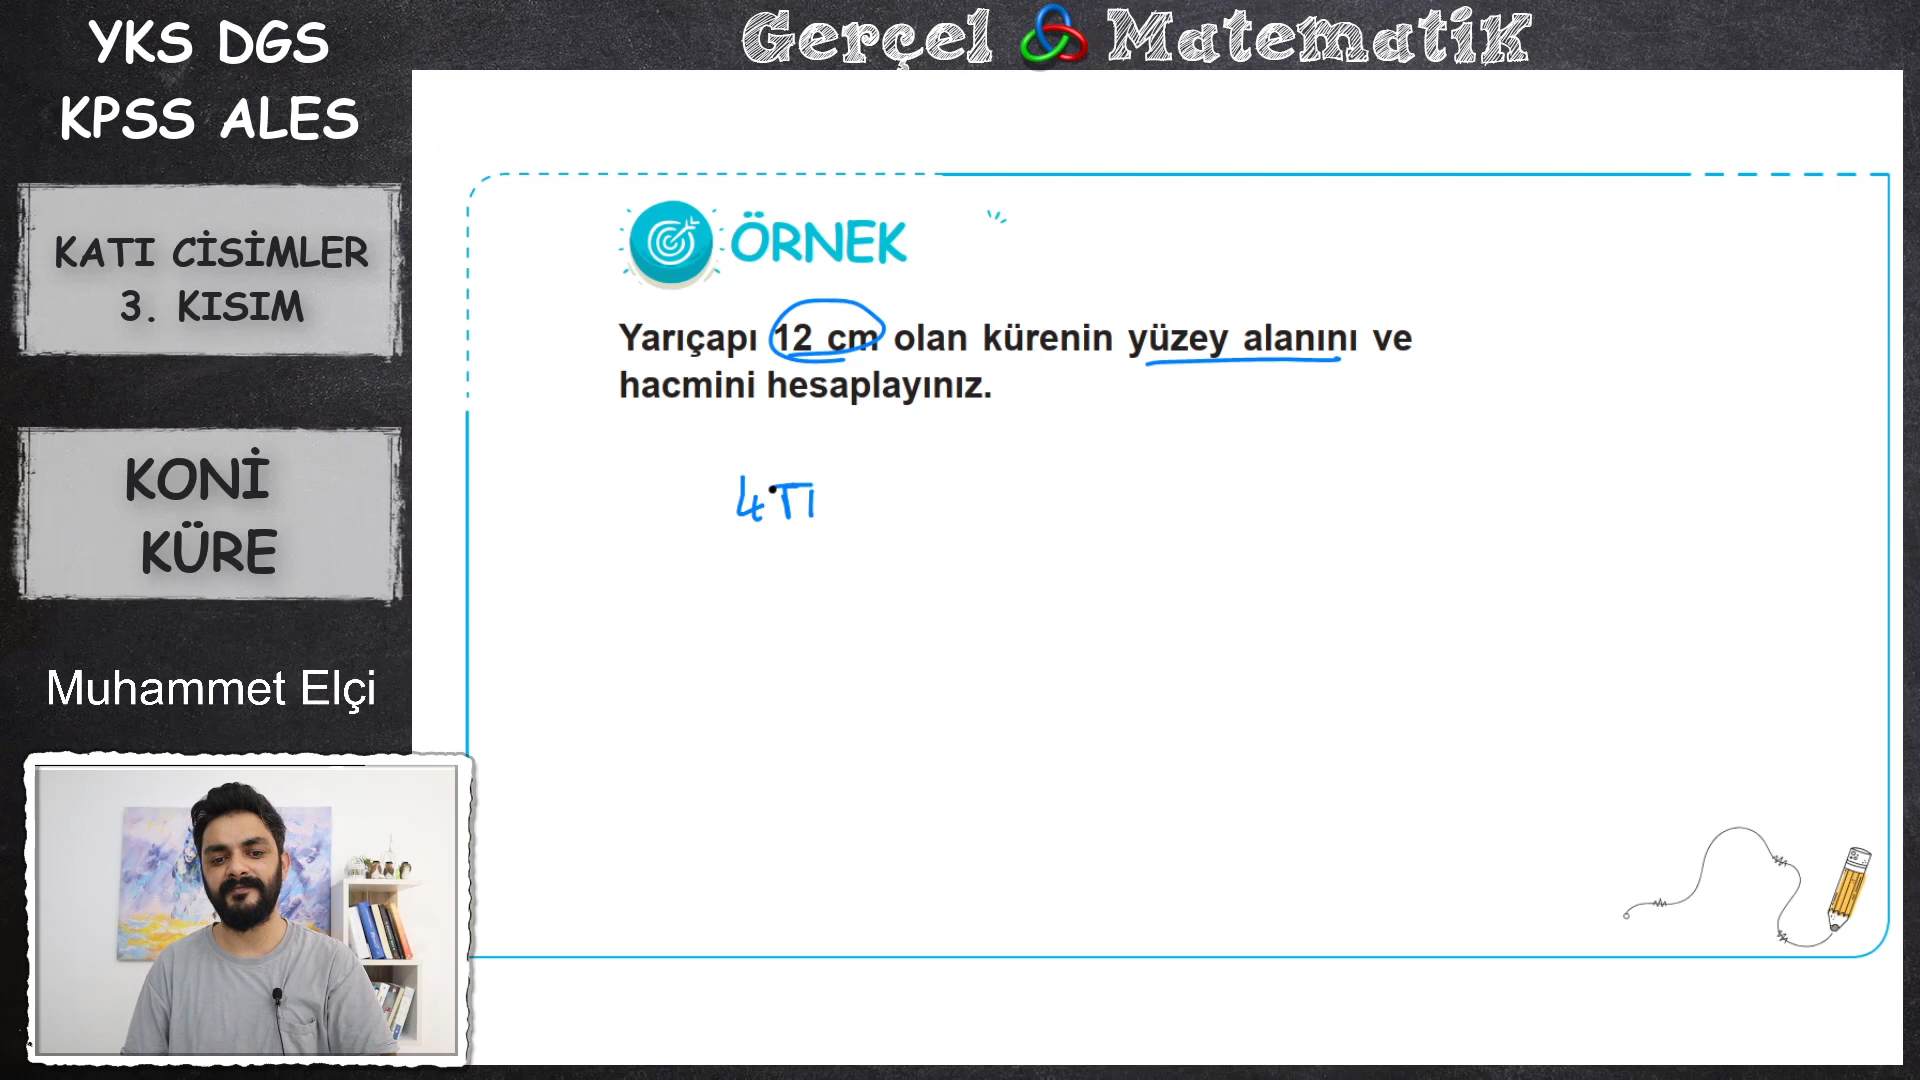 YKS DGS
KPSS ALES
KATI CİSİMLER
3. KISIM
KONİ
KÜRE
Muhammet Elçi
Gerçel Matematik
ÖRNEK
Yarıçapı 12 cm olan kürenin yüzey alanını ve
hacmini hesaplayınız.
4π